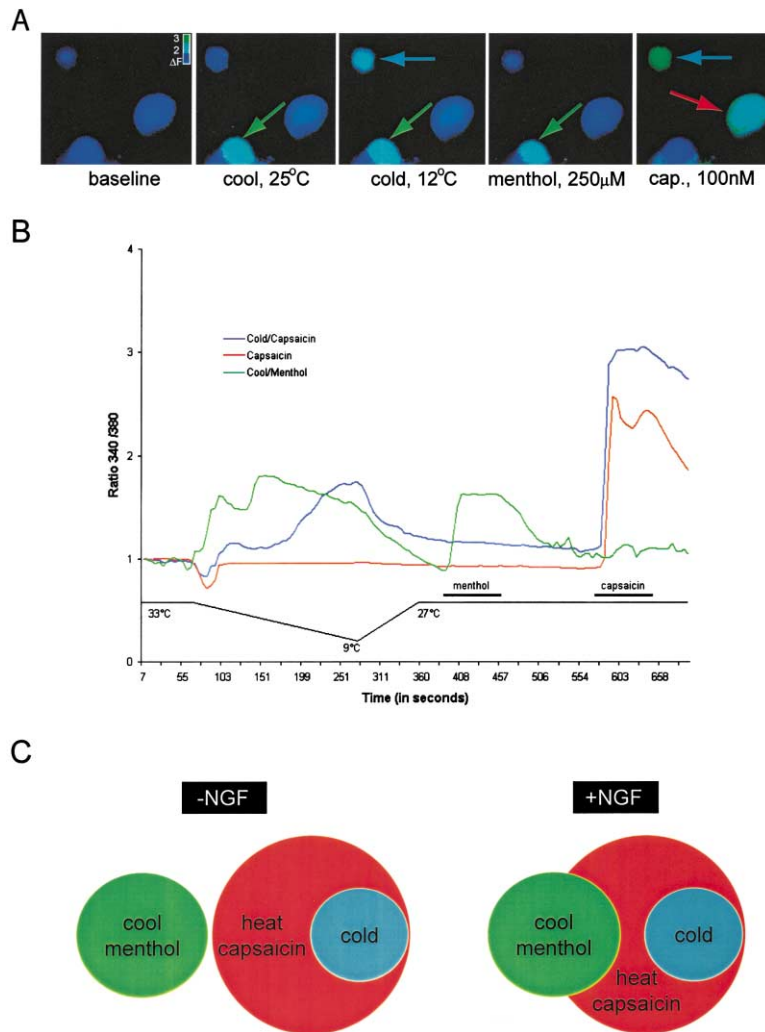 A
3
2
ΔF
baseline
cool, 25°C
cold, 12°C
menthol, 250µM
cap., 100nM
B
4
3
2
1
0
Ratio 340 /380
Cold/Capsaicin
Capsaicin
Cool/Menthol
menthol
capsaicin
33°C
27°C
9°C
7 55 103 151 199 251 311 360 408 457 506 554 603 658
Time (in seconds)
C
-NGF
+NGF
cool
menthol
heat
capsaicin
cold
cool
menthol
cold
heat
capsaicin